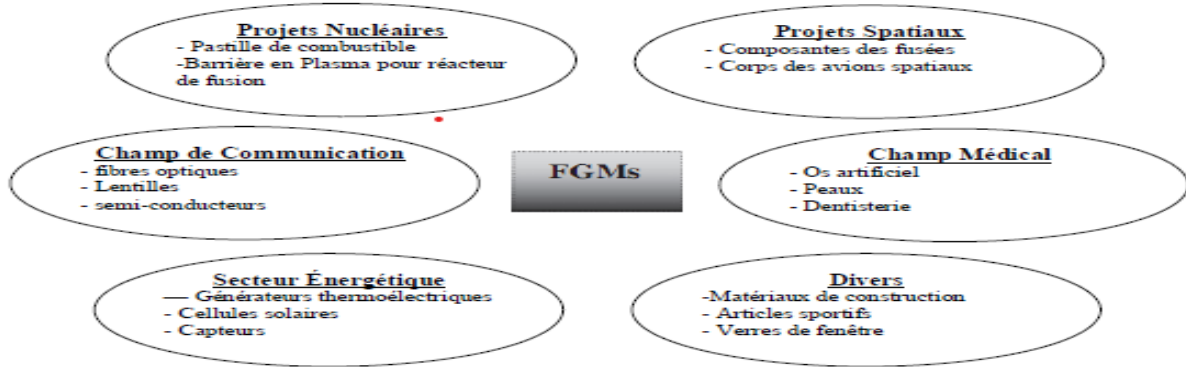 Projets Nucléaires
- Pastille de combustible
-Barrière en Plasma pour réacteur
de fusion
Projets Spatiaux
- Composantes des fusées
- Corps des avions spatiaux
Champ de Communication
- fibres optiques
- Lentilles
- semi-conducteurs
FGMs
Champ Médical
- Os artificiel
- Peaux
- Dentisterie
Secteur Énergétique
— Générateurs thermoélectriques
- Cellules solaires
- Capteurs
Divers
-Matériaux de construction
- Articles sportifs
- Verres de fenêtre